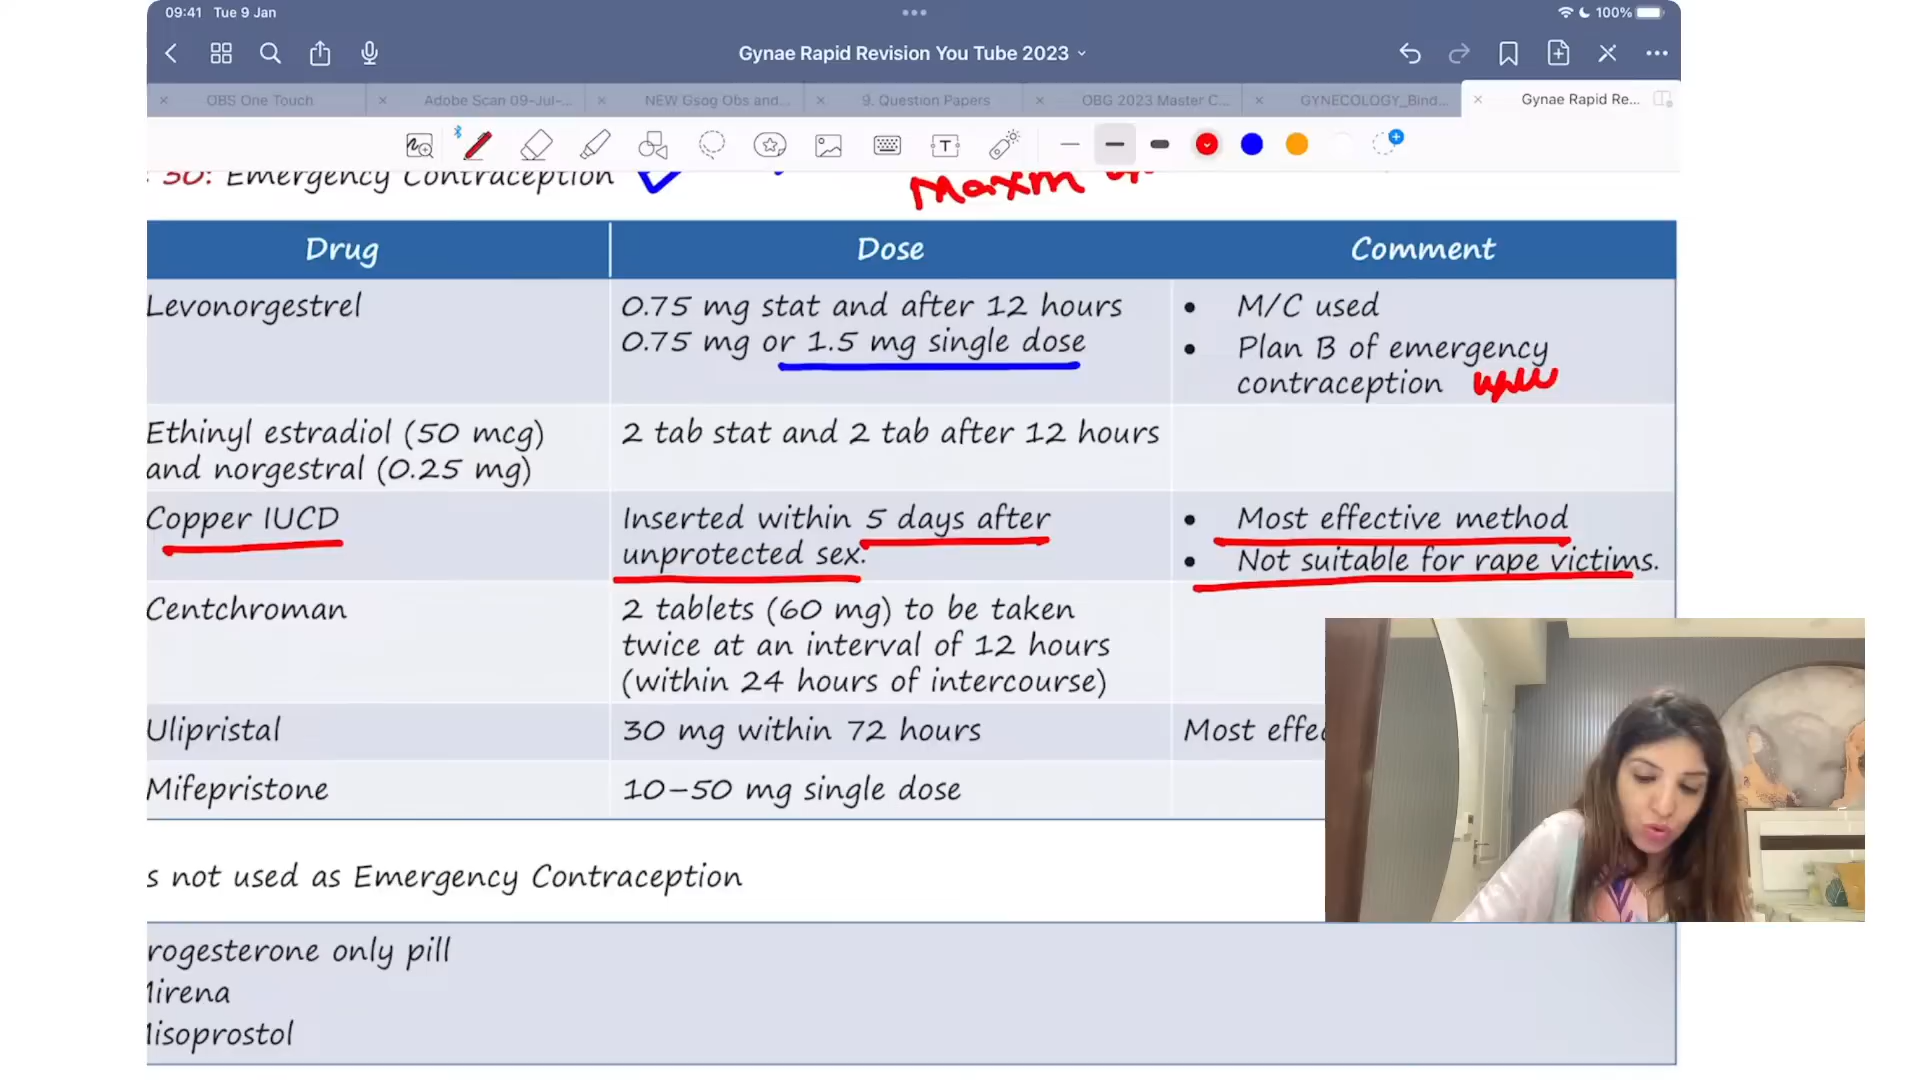 09:41 Tue 9 Jan
100%
Gynae Rapid Revision You Tube 2023
OBS One Touch
Adobe Scan 09-Jul-...
NEW Gsog Obs and...
9. Question Papers
OBG 2023 Master C...
GYNECOLOGY_Bind...
Gynae Rapid Re...
30: Emergency Contraception
Maxm
Drug Dose Comment
Levonorgestrel
0.75 mg stat and after 12 hours
0.75 mg or 1.5 mg single dose
• M/C used
• Plan B of emergency
contraception
Ethinyl estradiol (50 mcg)
and norgestral (0.25 mg)
2 tab stat and 2 tab after 12 hours
Copper IUCD
Inserted within 5 days after
unprotected sex.
• Most effective method
• Not suitable for rape victims.
Centchroman
2 tablets (60 mg) to be taken
twice at an interval of 12 hours
(within 24 hours of intercourse)
Ulipristal
30 mg within 72 hours
Most effec
Mifepristone
10–50 mg single dose
s not used as Emergency Contraception
rogesterone only pill
irena
isoprostol